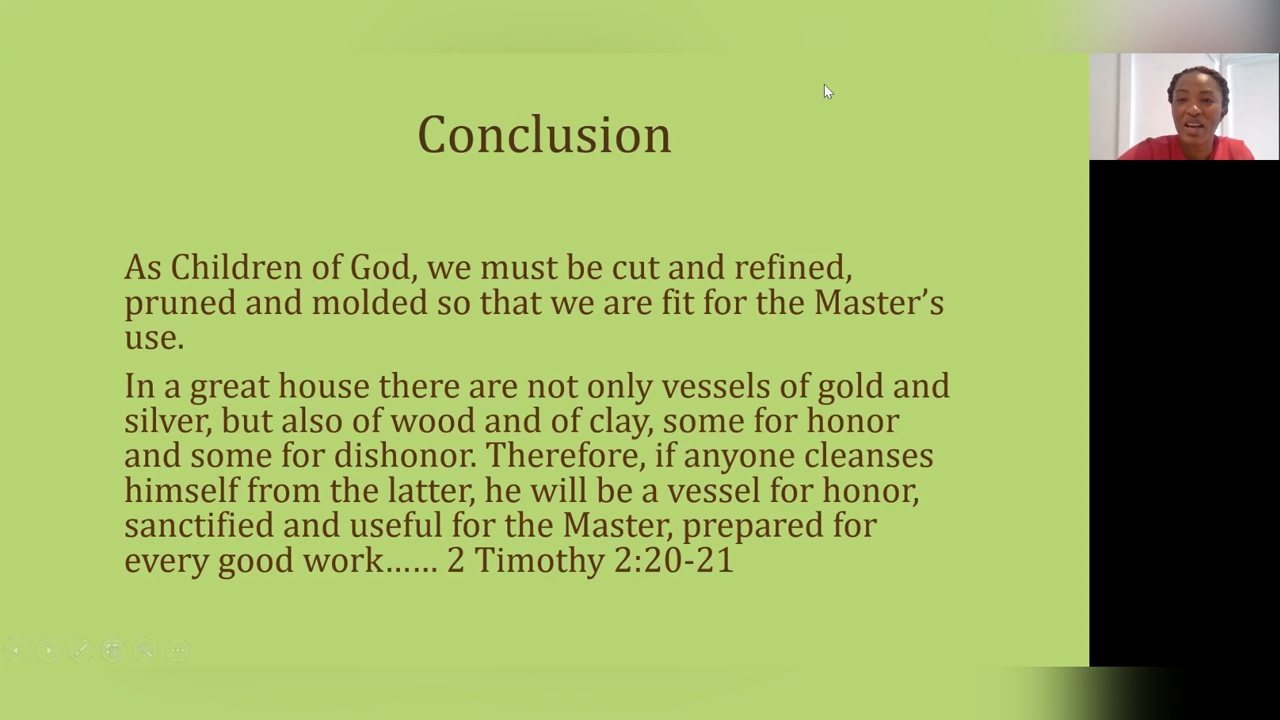 Conclusion
As Children of God, we must be cut and refined,
pruned and molded so that we are fit for the Master’s
use.
In a great house there are not only vessels of gold and
silver, but also of wood and of clay, some for honor
and some for dishonor. Therefore, if anyone cleanses
himself from the latter, he will be a vessel for honor,
sanctified and useful for the Master, prepared for
every good work…… 2 Timothy 2:20-21